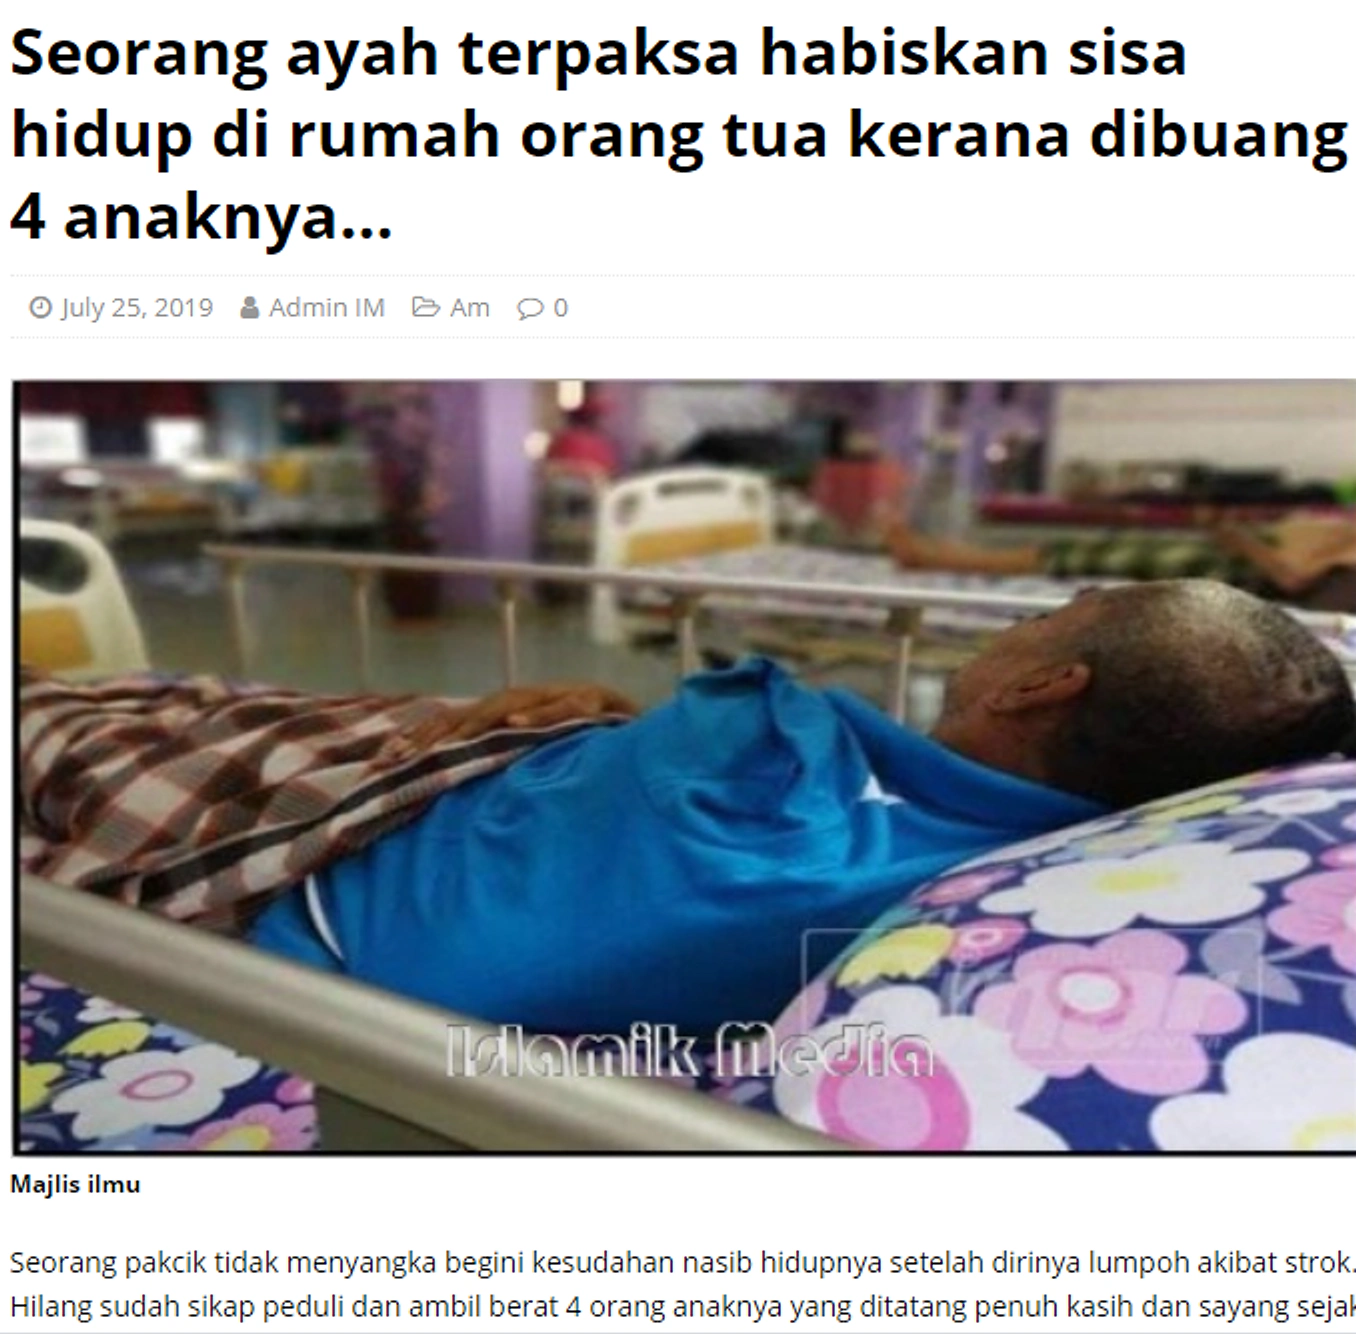 Seorang ayah terpaksa habiskan sisa
hidup di rumah orang tua kerana dibuang
4 anaknya...
July 25, 2019 Admin IM Am 0
Islamik Media
Majlis ilmu
Seorang pakcik tidak menyangka begini kesudahan nasib hidupnya setelah dirinya lumpoh akibat strok.
Hilang sudah sikap peduli dan ambil berat 4 orang anaknya yang ditatang penuh kasih dan sayang